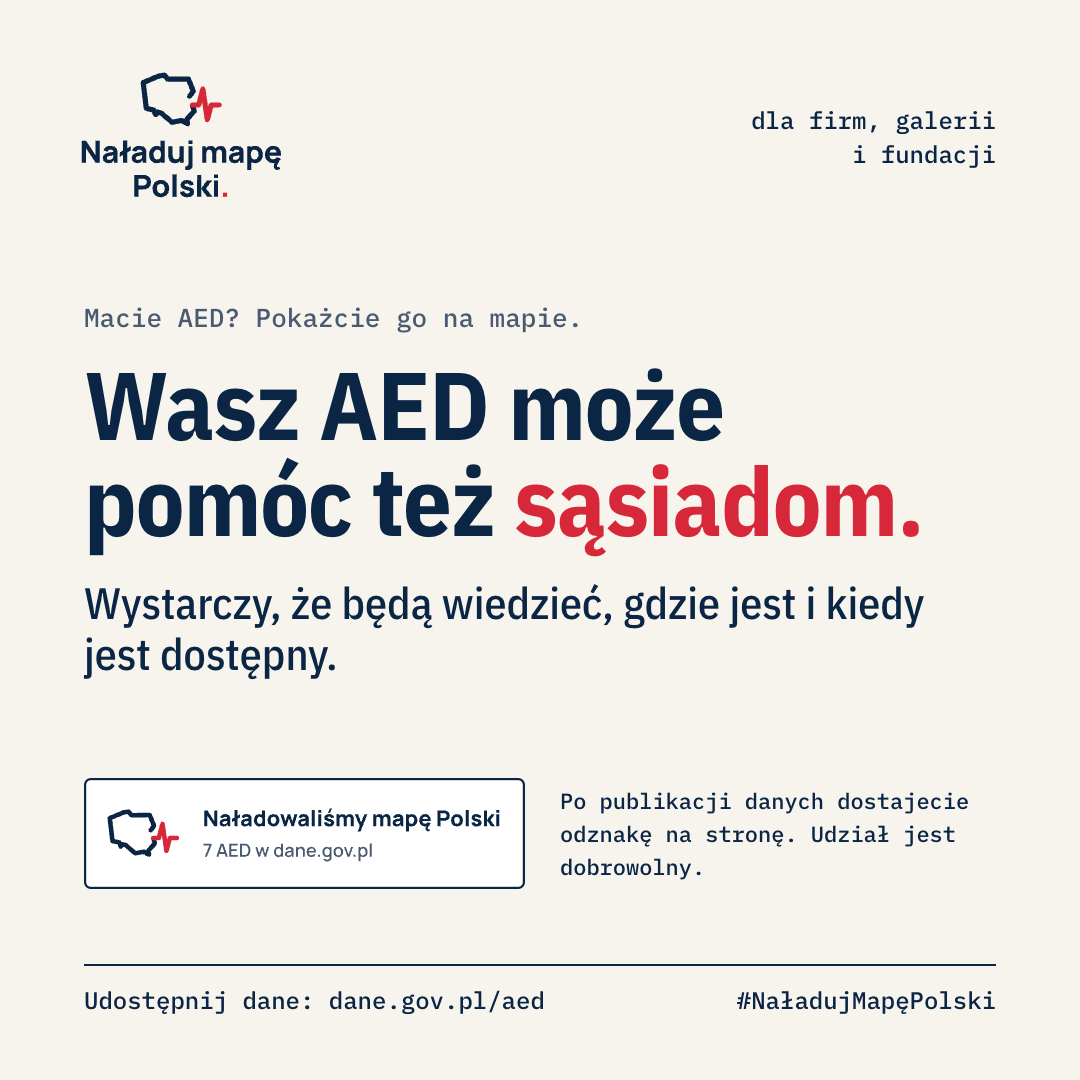 Naładuj mapę
Polski.
dla firm, galerii
i fundacji
Macie AED? Pokażcie go na mapie.
Wasz AED może
pomóc też sąsiadom.
Wystarczy, że będą wiedzieć, gdzie jest i kiedy
jest dostępny.
Naładowaliśmy mapę Polski
7 AED w dane.gov.pl
Po publikacji danych dostajecie
odznakę na stronę. Udział jest
dobrowolny.
Udostępnij dane: dane.gov.pl/aed
#NaładujMapęPolski